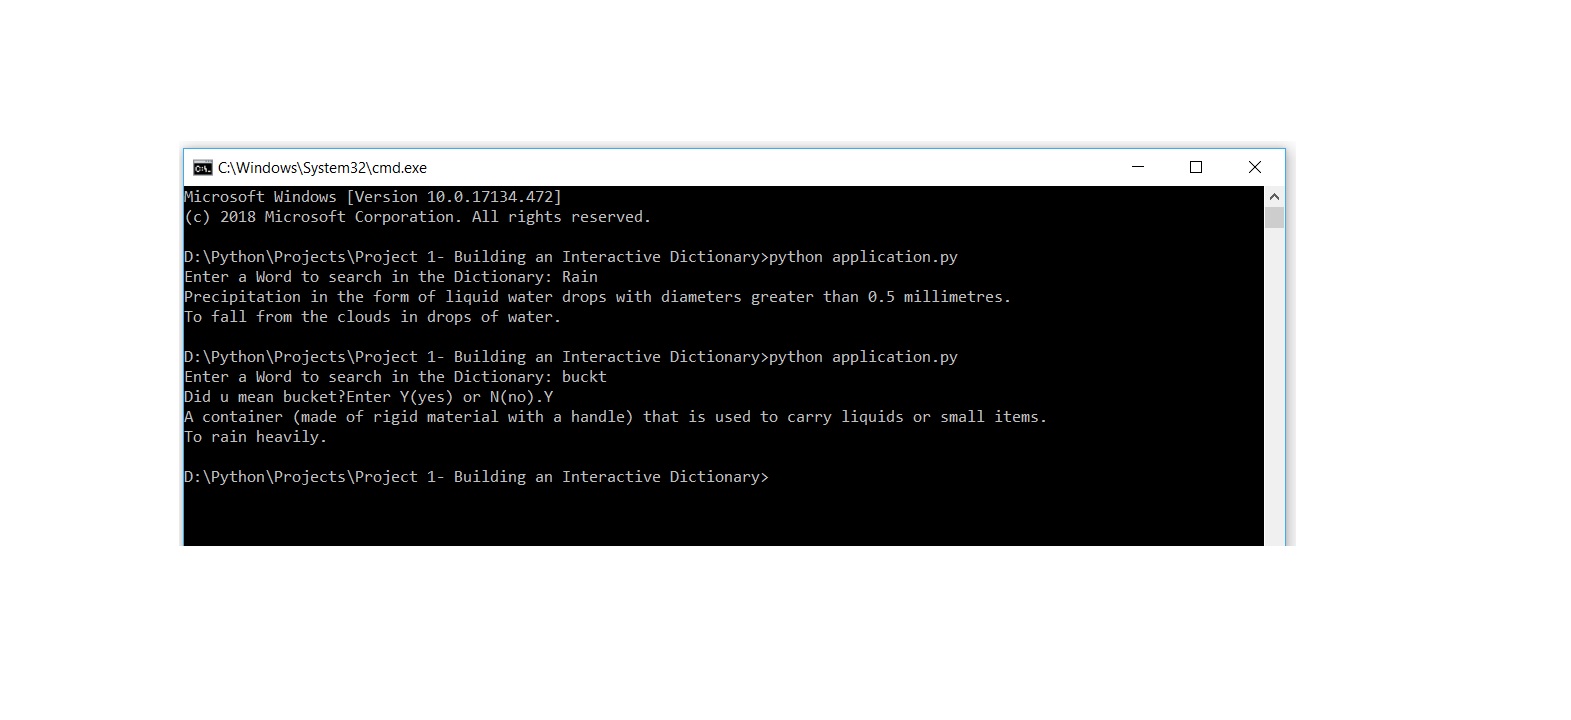 C:\Windows\System32\cmd.exe
Microsoft Windows [Version 10.0.17134.472]
(c) 2018 Microsoft Corporation. All rights reserved.
D:\Python\Projects\Project 1- Building an Interactive Dictionary>python application.py
Enter a Word to search in the Dictionary: Rain
Precipitation in the form of liquid water drops with diameters greater than 0.5 millimetres.
To fall from the clouds in drops of water.
D:\Python\Projects\Project 1- Building an Interactive Dictionary>python application.py
Enter a Word to search in the Dictionary: buckt
Did u mean bucket?Enter Y(yes) or N(no).Y
A container (made of rigid material with a handle) that is used to carry liquids or small items.
To rain heavily.
D:\Python\Projects\Project 1- Building an Interactive Dictionary>